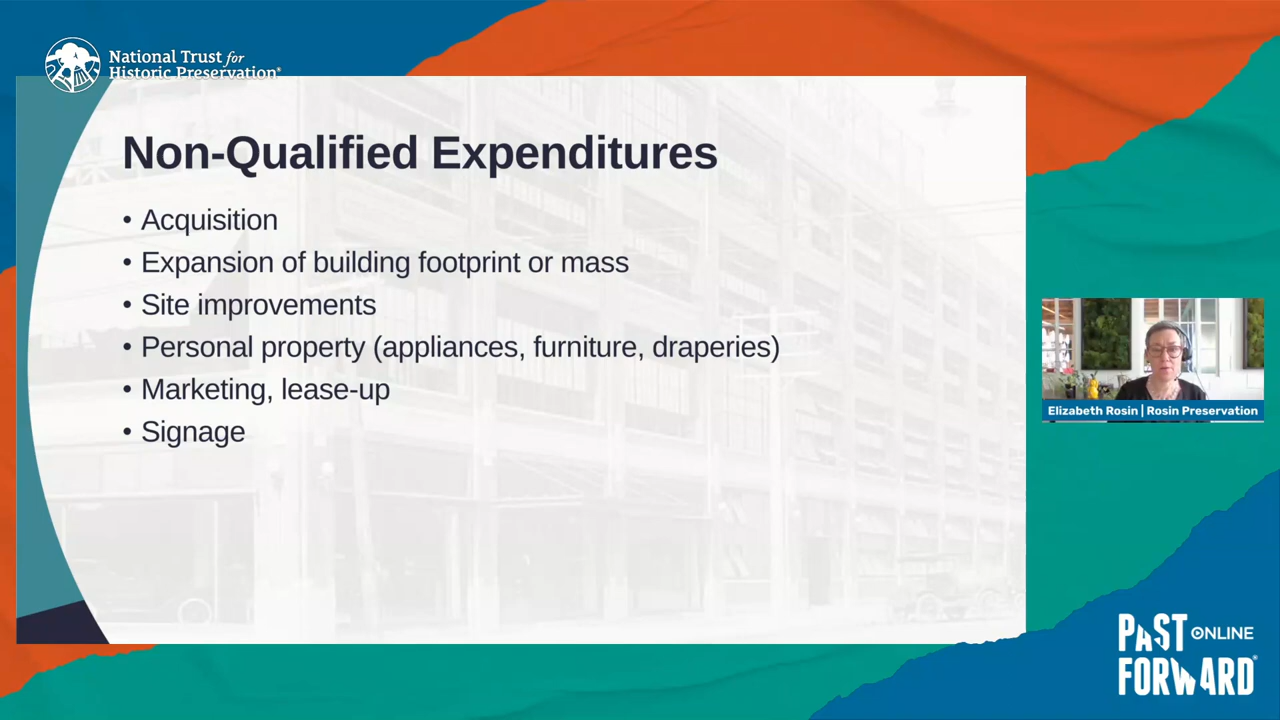 National Trust for
Historic Preservation®
Non-Qualified Expenditures
• Acquisition
• Expansion of building footprint or mass
• Site improvements
• Personal property (appliances, furniture, draperies)
• Marketing, lease-up
• Signage
Elizabeth Rosin | Rosin Preservation
PAST ONLINE
FORWARD®